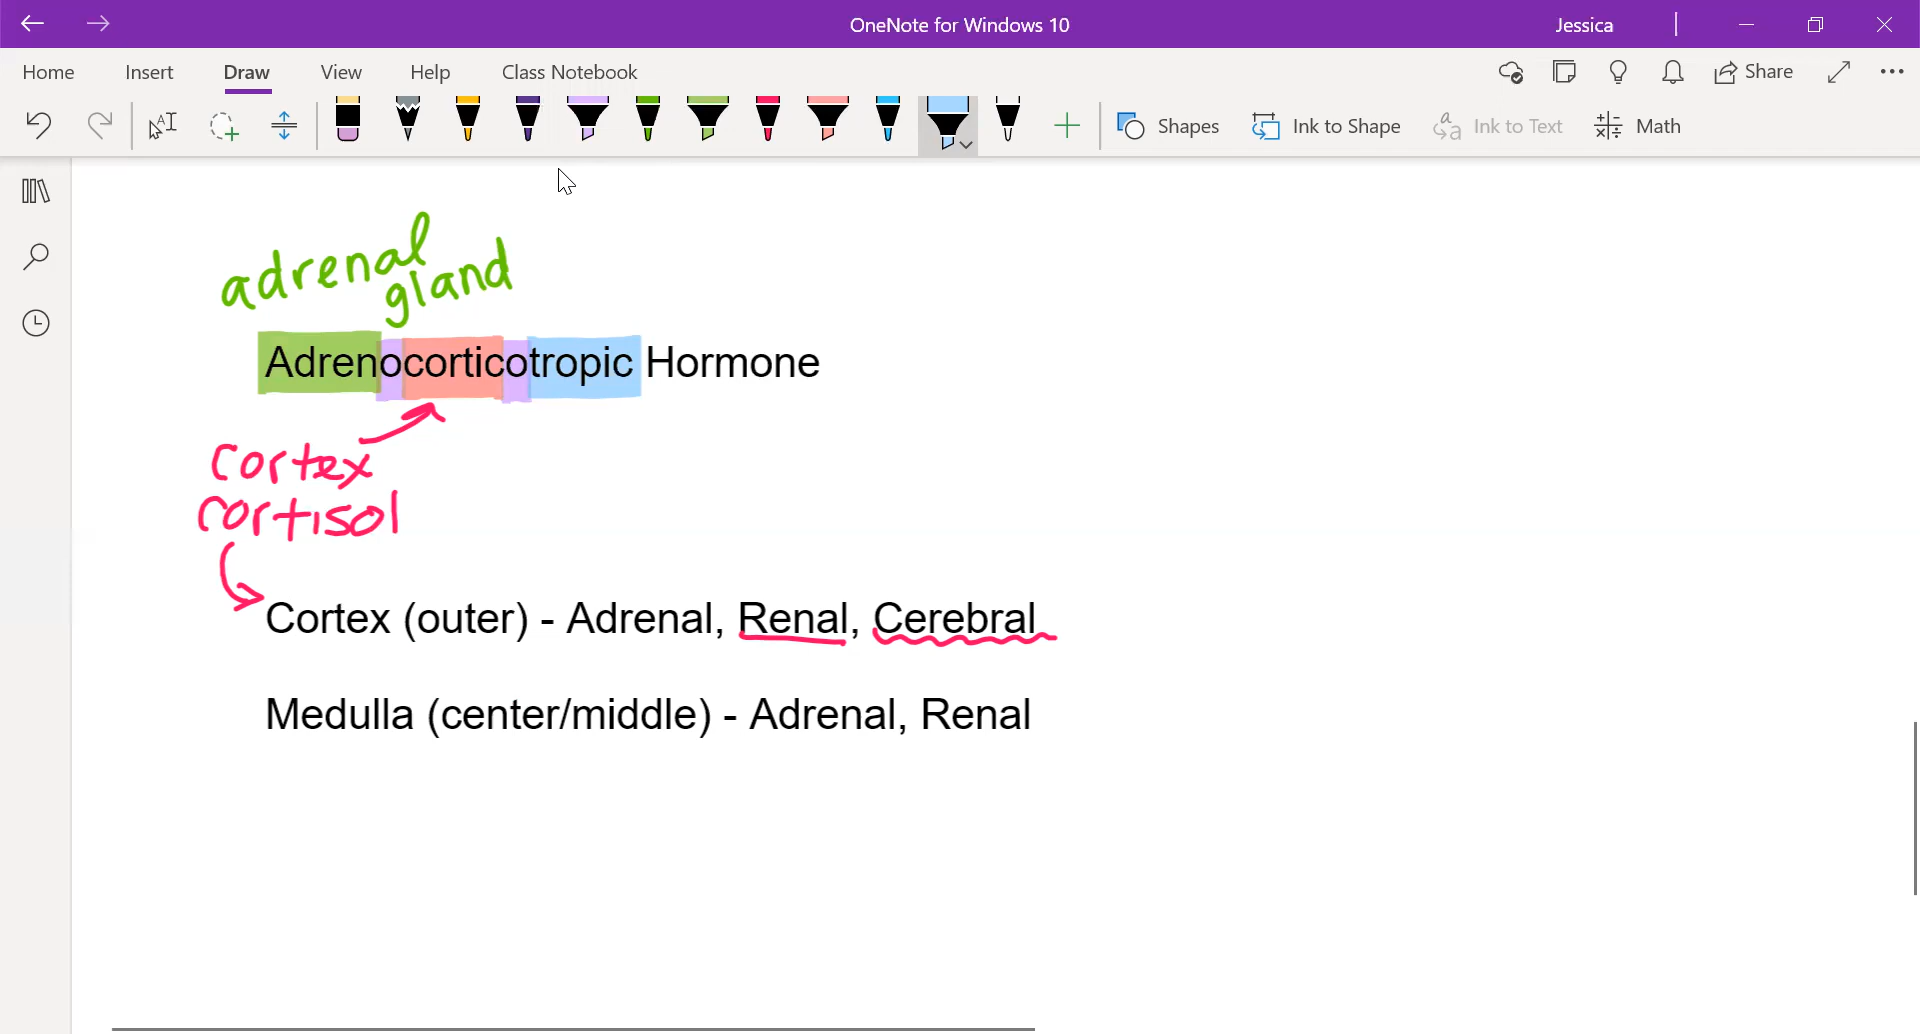 OneNote for Windows 10
Jessica
Home Insert Draw View Help Class Notebook
Share
Shapes Ink to Shape Ink to Text Math
adrenal
gland
Adrenocorticotropic Hormone
cortex
cortisol
Cortex (outer) - Adrenal, Renal, Cerebral
Medulla (center/middle) - Adrenal, Renal